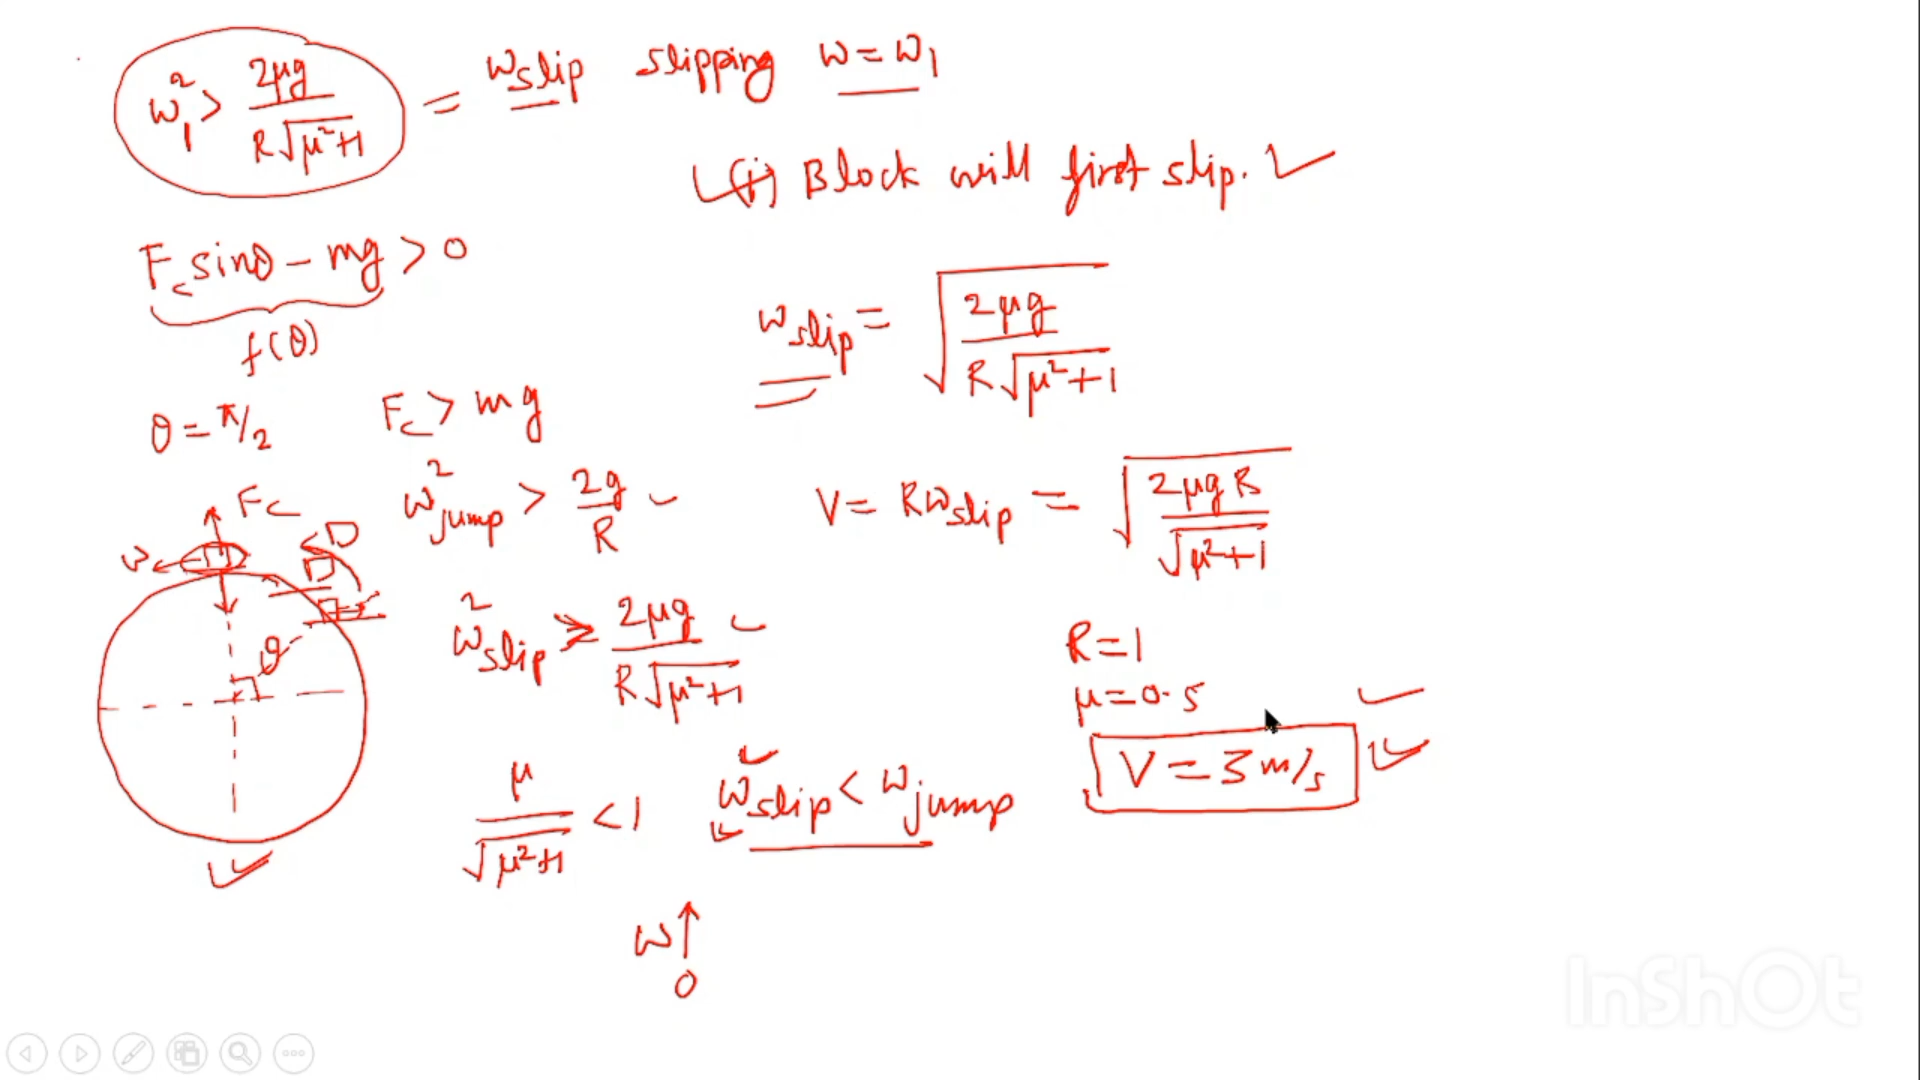 ω₁² > 2μg / R√μ²+1 = ωslip slipping ω = ω₁
(i) Block will first slip.
Fc sinθ − mg > 0
f(θ)
ωslip = √(2μg / R√μ²+1)
θ = π/2 Fc > mg
ω²jump > 2g / R
V = Rωslip = √(2μgR / √μ²+1)
Fc
θ
ω²slip ≥ 2μg / R√μ²+1
R = 1
μ = 0.5
V = 3 m/s
μ / √μ²+1 < 1 ωslip < ωjump
ω↑
0
InShOt